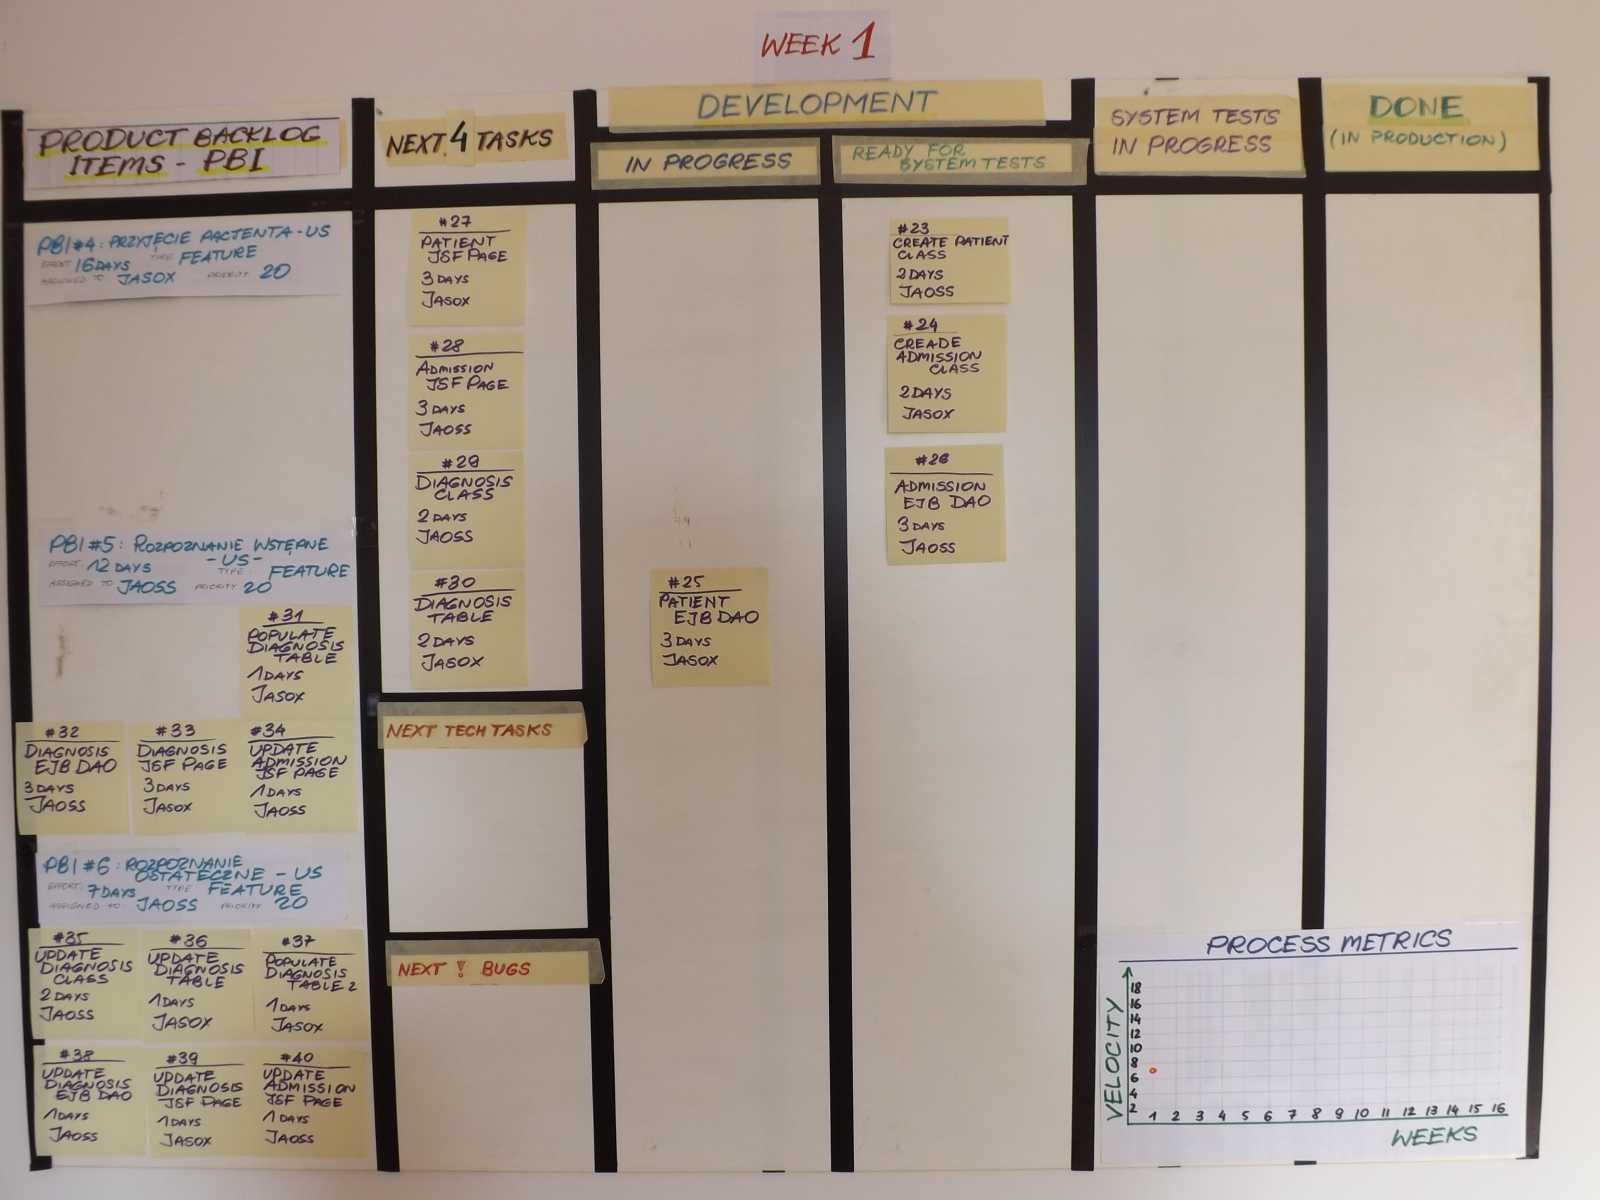 WEEK 1
PRODUCT BACKLOG
ITEMS - PBI
NEXT 4 TASKS
DEVELOPMENT
IN PROGRESS
READY FOR
SYSTEM TESTS
SYSTEM TESTS
IN PROGRESS
DONE
(IN PRODUCTION)
PBI #4: PRZYJĘCIE PACJENTA - US
EFFORT: 16 DAYS TYPE FEATURE
ASSIGNED TO JASOX PRIORITY 20
PBI #5: ROZPOZNANIE WSTĘPNE
- US -
EFFORT: 12 DAYS TYPE FEATURE
ASSIGNED TO JAOSS PRIORITY 20
#31
POPULATE
DIAGNOSIS
TABLE
1 DAYS
JASOX
#32
DIAGNOSIS
EJB DAO
3 DAYS
JAOSS
#33
DIAGNOSIS
JSF PAGE
3 DAYS
JASOX
#34
UPDATE
ADMISSION
JSF PAGE
1 DAYS
JAOSS
PBI #6: ROZPOZNANIE
OSTATECZNE - US
EFFORT: 7 DAYS TYPE FEATURE
ASSIGNED TO JAOSS PRIORITY 20
#35
UPDATE
DIAGNOSIS
CLASS
2 DAYS
JAOSS
#36
UPDATE
DIAGNOSIS
TABLE
1 DAYS
JASOX
#37
POPULATE
DIAGNOSIS
TABLE 2
1 DAYS
JASOX
#38
UPDATE
DIAGNOSIS
EJB DAO
1 DAYS
JAOSS
#39
UPDATE
DIAGNOSIS
JSF PAGE
1 DAYS
JASOX
#40
UPDATE
ADMISSION
JSF PAGE
1 DAYS
JAOSS
#27
PATIENT
JSF PAGE
3 DAYS
JASOX
#28
ADMISSION
JSF PAGE
3 DAYS
JAOSS
#29
DIAGNOSIS
CLASS
2 DAYS
JAOSS
#30
DIAGNOSIS
TABLE
2 DAYS
JASOX
NEXT TECH TASKS
NEXT ! BUGS
#25
PATIENT
EJB DAO
3 DAYS
JASOX
#23
CREATE PATIENT
CLASS
2 DAYS
JAOSS
#24
CREADE
ADMISSION
CLASS
2 DAYS
JASOX
#26
ADMISSION
EJB DAO
3 DAYS
JAOSS
PROCESS METRICS
VELOCITY
18
16
14
12
10
8
6
4
2
1 2 3 4 5 6 7 8 9 10 11 12 13 14 15 16
WEEKS